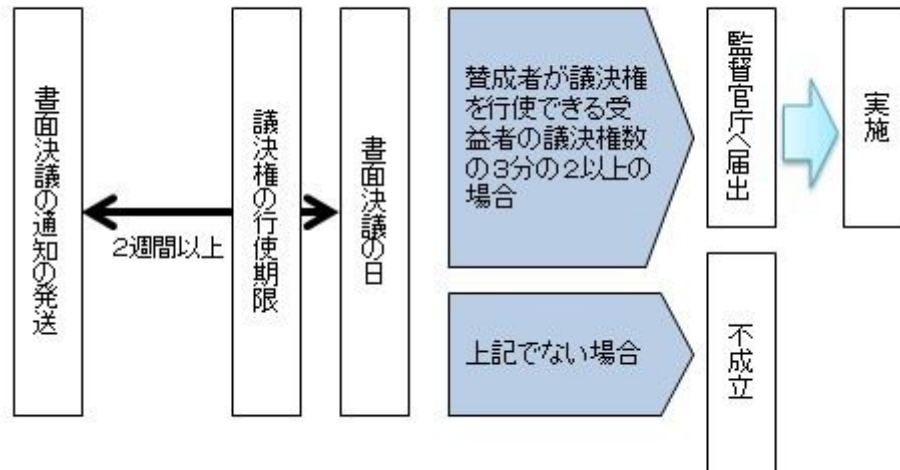 書面決議の通知の発送
2週間以上
議決権の行使期限
書面決議の日
賛成者が議決権
を行使できる受
益者の議決権数
の3分の2以上の
場合
監督官庁へ届出
実施
上記でない場合
不成立